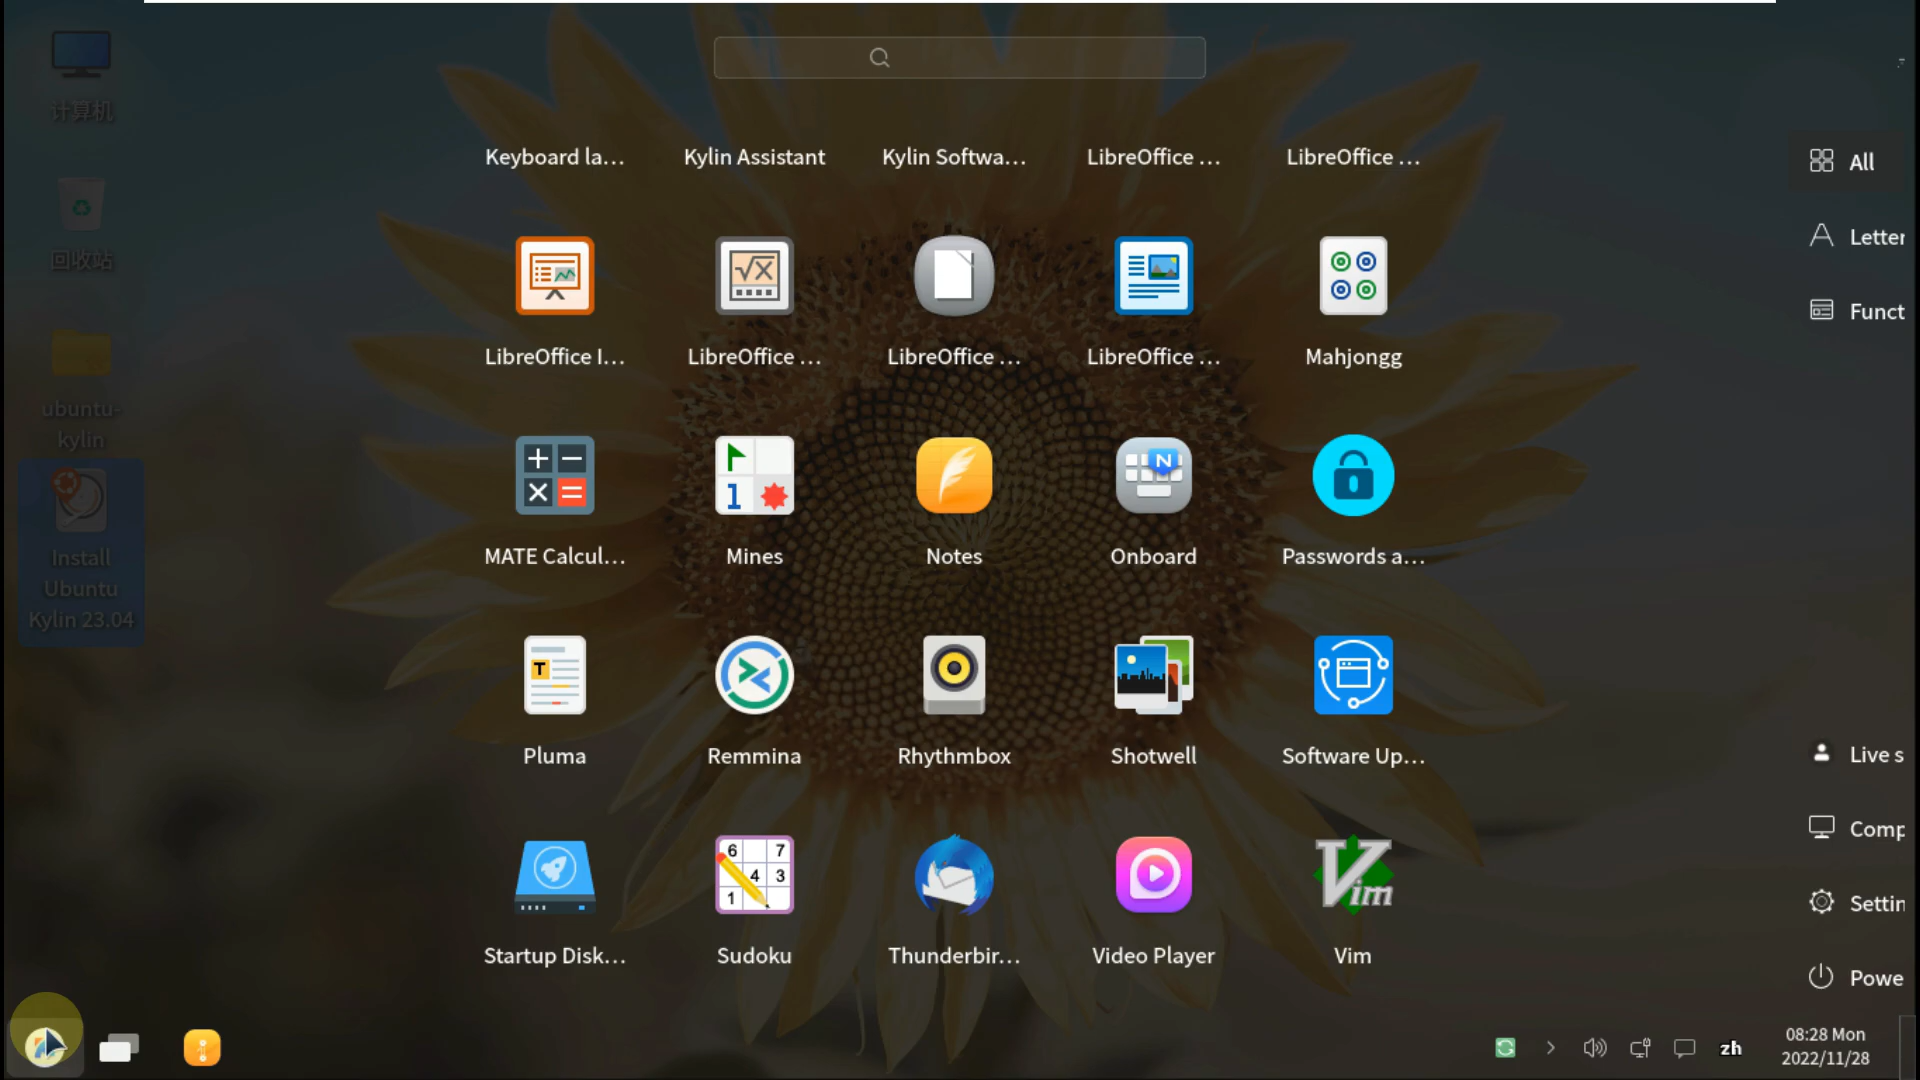 计算机
回收站
ubuntu-
kylin
Install
Ubuntu
Kylin 23.04
Keyboard la...
Kylin Assistant
Kylin Softwa...
LibreOffice ...
LibreOffice ...
LibreOffice I...
LibreOffice ...
LibreOffice ...
LibreOffice ...
Mahjongg
MATE Calcul...
Mines
Notes
Onboard
Passwords a...
Pluma
Remmina
Rhythmbox
Shotwell
Software Up...
Startup Disk...
Sudoku
Thunderbir...
Video Player
Vim
All
Letter
Funct
Live s
Comp
Settin
Powe
zh
08:28 Mon
2022/11/28